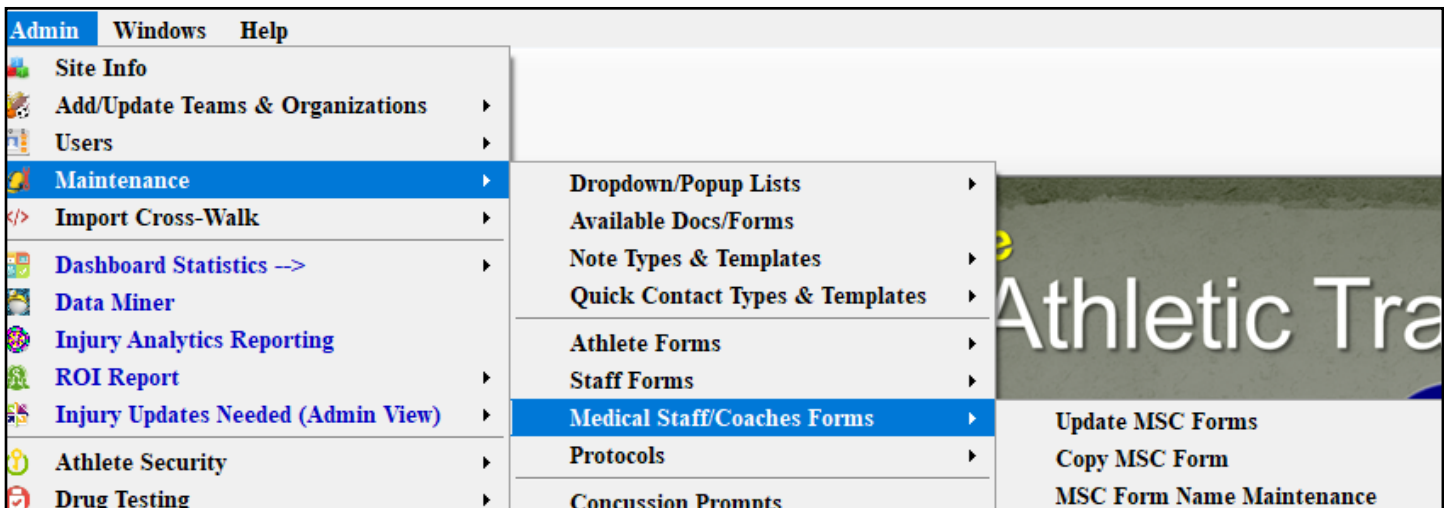 Admin Windows Help
Site Info
Add/Update Teams & Organizations
Users
Maintenance
Import Cross-Walk
Dashboard Statistics -->
Data Miner
Injury Analytics Reporting
ROI Report
Injury Updates Needed (Admin View)
Athlete Security
Drug Testing
Dropdown/Popup Lists
Available Docs/Forms
Note Types & Templates
Quick Contact Types & Templates
Athlete Forms
Staff Forms
Medical Staff/Coaches Forms
Protocols
Concussion Prompts
Update MSC Forms
Copy MSC Form
MSC Form Name Maintenance
Athletic Tra